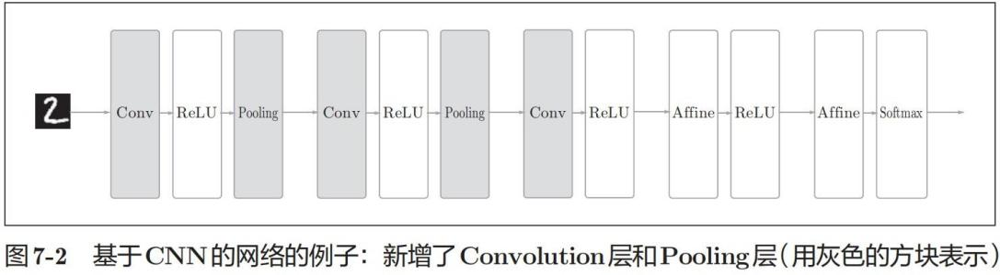 2 Conv ReLU Pooling Conv ReLU Pooling Conv ReLU Affine ReLU Affine Softmax
图7-2 基于CNN的网络的例子：新增了Convolution层和Pooling层（用灰色的方块表示）